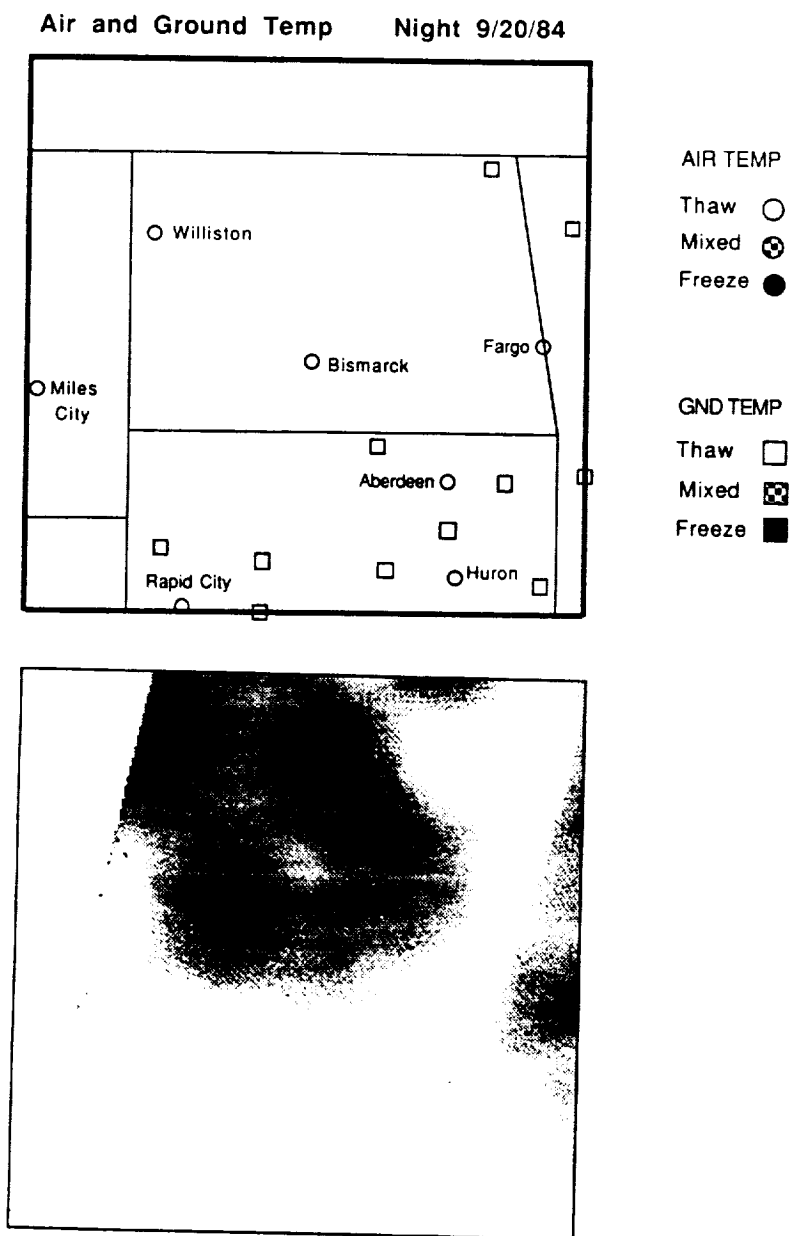 Air and Ground Temp Night 9/20/84
AIR TEMP
Thaw
Mixed
Freeze
Williston
Bismarck
Fargo
Miles
City
GND TEMP
Thaw
Mixed
Freeze
Aberdeen
Huron
Rapid City